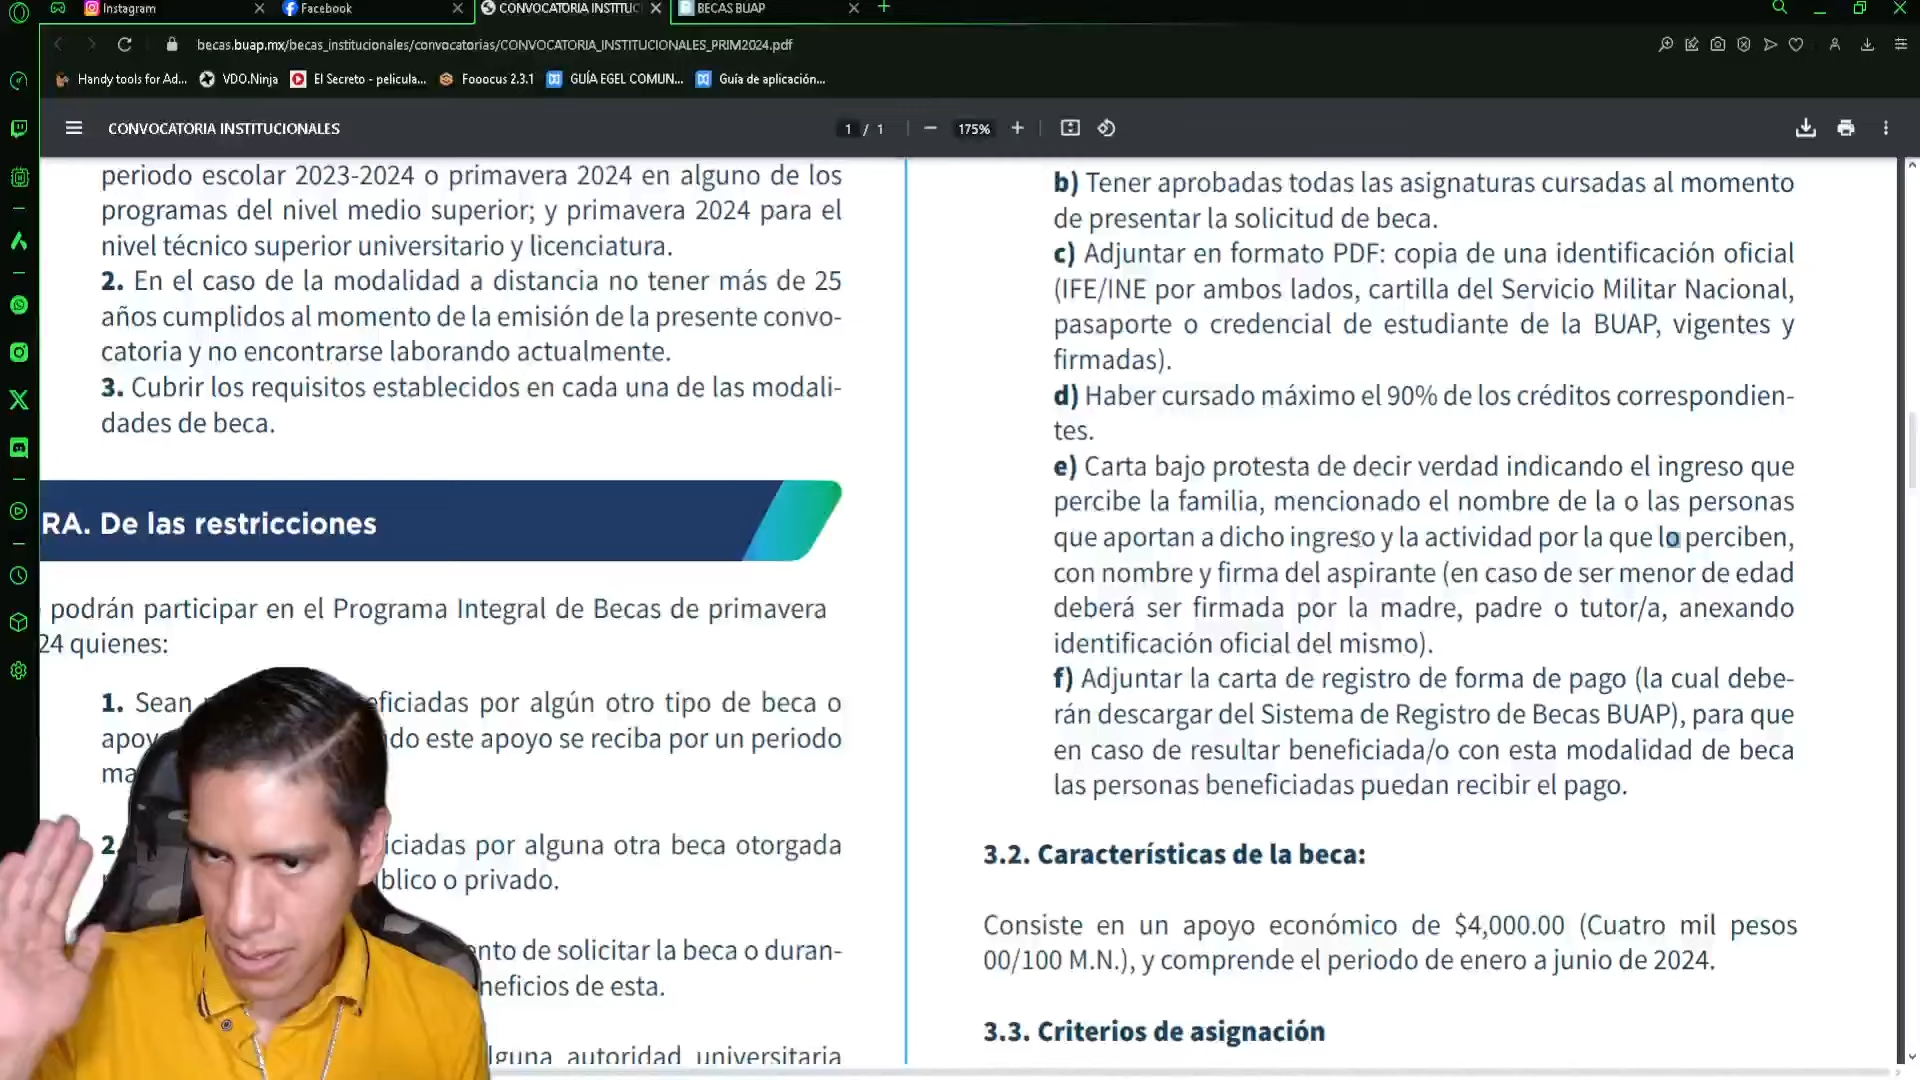 Instagram
Facebook
CONVOCATORIA INSTITUC
BECAS BUAP
becas.buap.mx/becas_institucionales/convocatorias/CONVOCATORIA_INSTITUCIONALES_PRIM2024.pdf
Handy tools for Ad...
VDO.Ninja
El Secreto - película...
Fooocus 2.3.1
GUÍA EGEL COMUN...
Guía de aplicación...
CONVOCATORIA INSTITUCIONALES
1 / 1
175%
periodo escolar 2023-2024 o primavera 2024 en alguno de los
programas del nivel medio superior; y primavera 2024 para el
nivel técnico superior universitario y licenciatura.
2. En el caso de la modalidad a distancia no tener más de 25
años cumplidos al momento de la emisión de la presente convo-
catoria y no encontrarse laborando actualmente.
3. Cubrir los requisitos establecidos en cada una de las modali-
dades de beca.
RA. De las restricciones
podrán participar en el Programa Integral de Becas de primavera
24 quienes:
1. Sean eficiadas por algún otro tipo de beca o
apoy do este apoyo se reciba por un periodo
ma
2. iciadas por alguna otra beca otorgada
blico o privado.
nto de solicitar la beca o duran-
neficios de esta.
lguna autoridad universitaria
b) Tener aprobadas todas las asignaturas cursadas al momento
de presentar la solicitud de beca.
c) Adjuntar en formato PDF: copia de una identificación oficial
(IFE/INE por ambos lados, cartilla del Servicio Militar Nacional,
pasaporte o credencial de estudiante de la BUAP, vigentes y
firmadas).
d) Haber cursado máximo el 90% de los créditos correspondien-
tes.
e) Carta bajo protesta de decir verdad indicando el ingreso que
percibe la familia, mencionado el nombre de la o las personas
que aportan a dicho ingreso y la actividad por la que lo perciben,
con nombre y firma del aspirante (en caso de ser menor de edad
deberá ser firmada por la madre, padre o tutor/a, anexando
identificación oficial del mismo).
f) Adjuntar la carta de registro de forma de pago (la cual debe-
rán descargar del Sistema de Registro de Becas BUAP), para que
en caso de resultar beneficiada/o con esta modalidad de beca
las personas beneficiadas puedan recibir el pago.
3.2. Características de la beca:
Consiste en un apoyo económico de $4,000.00 (Cuatro mil pesos
00/100 M.N.), y comprende el periodo de enero a junio de 2024.
3.3. Criterios de asignación